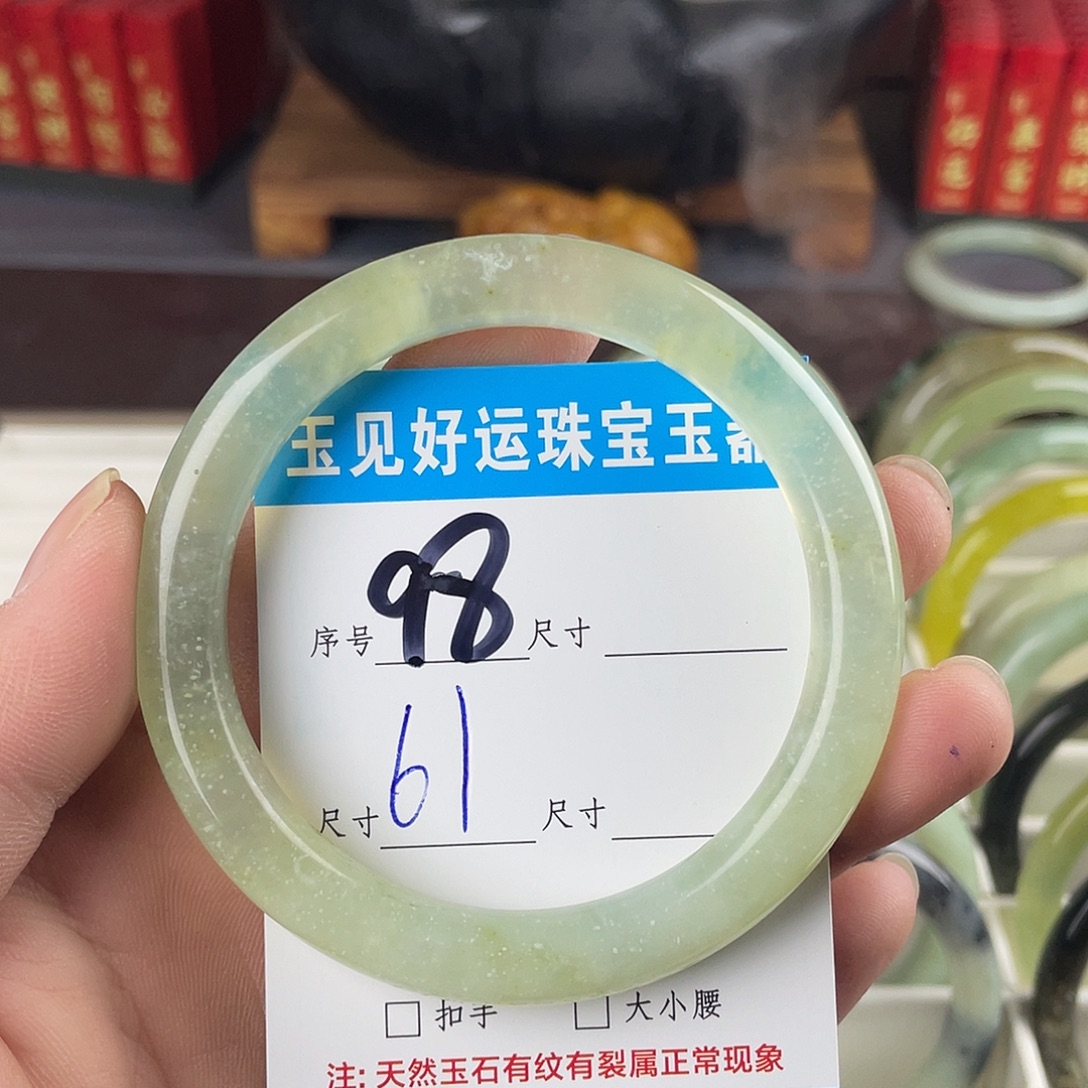 玉见好运珠宝玉器
序号 98 尺寸
尺寸 61 尺寸
□ 扣手 □ 大小腰
注: 天然玉石有纹有裂属正常现象